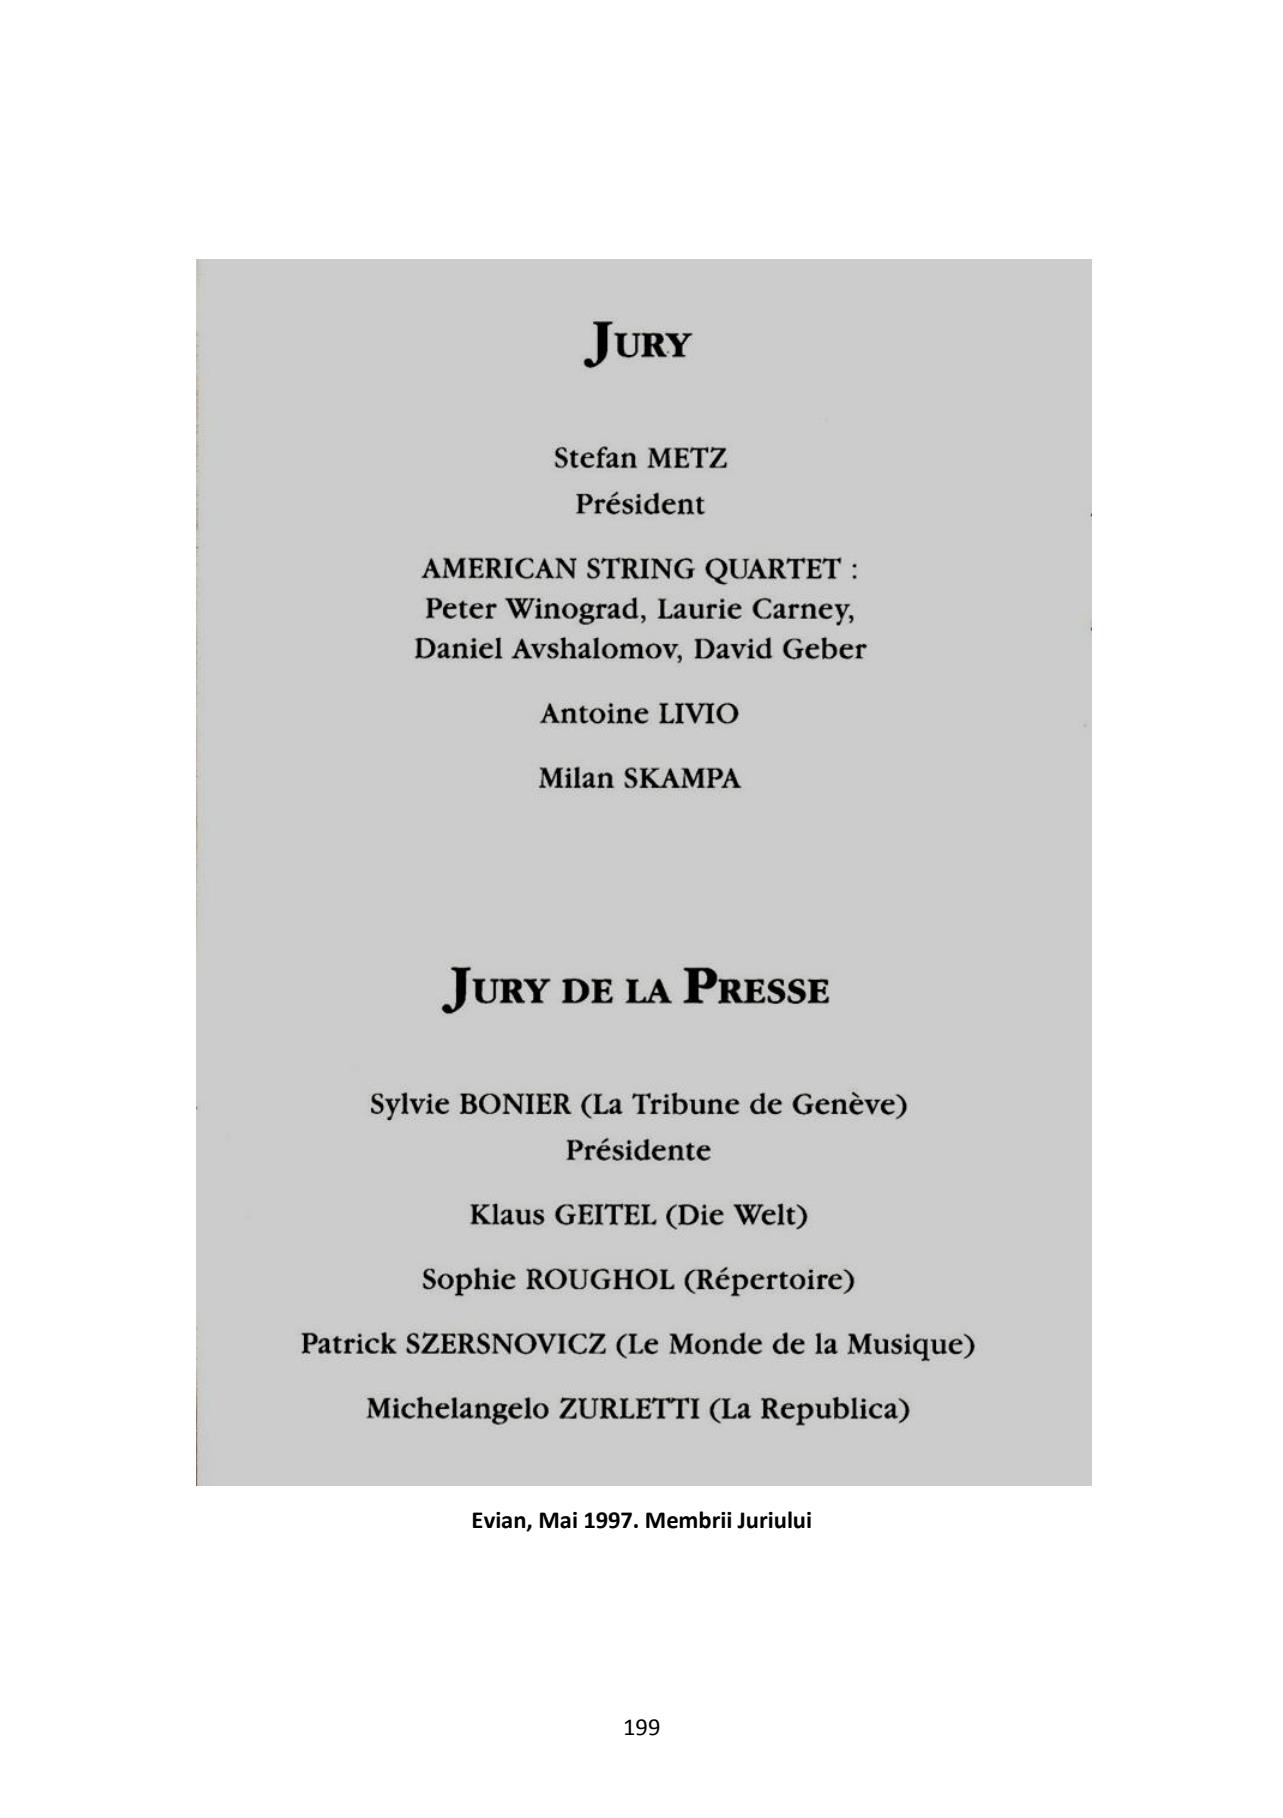 JURY
Stefan METZ
Président
AMERICAN STRING QUARTET :
Peter Winograd, Laurie Carney,
Daniel Avshalomov, David Geber
Antoine LIVIO
Milan SKAMPA
JURY DE LA PRESSE
Sylvie BONIER (La Tribune de Genève)
Présidente
Klaus GEITEL (Die Welt)
Sophie ROUGHOL (Répertoire)
Patrick SZERSNOVICZ (Le Monde de la Musique)
Michelangelo ZURLETTI (La Republica)
Evian, Mai 1997. Membrii Juriului
199